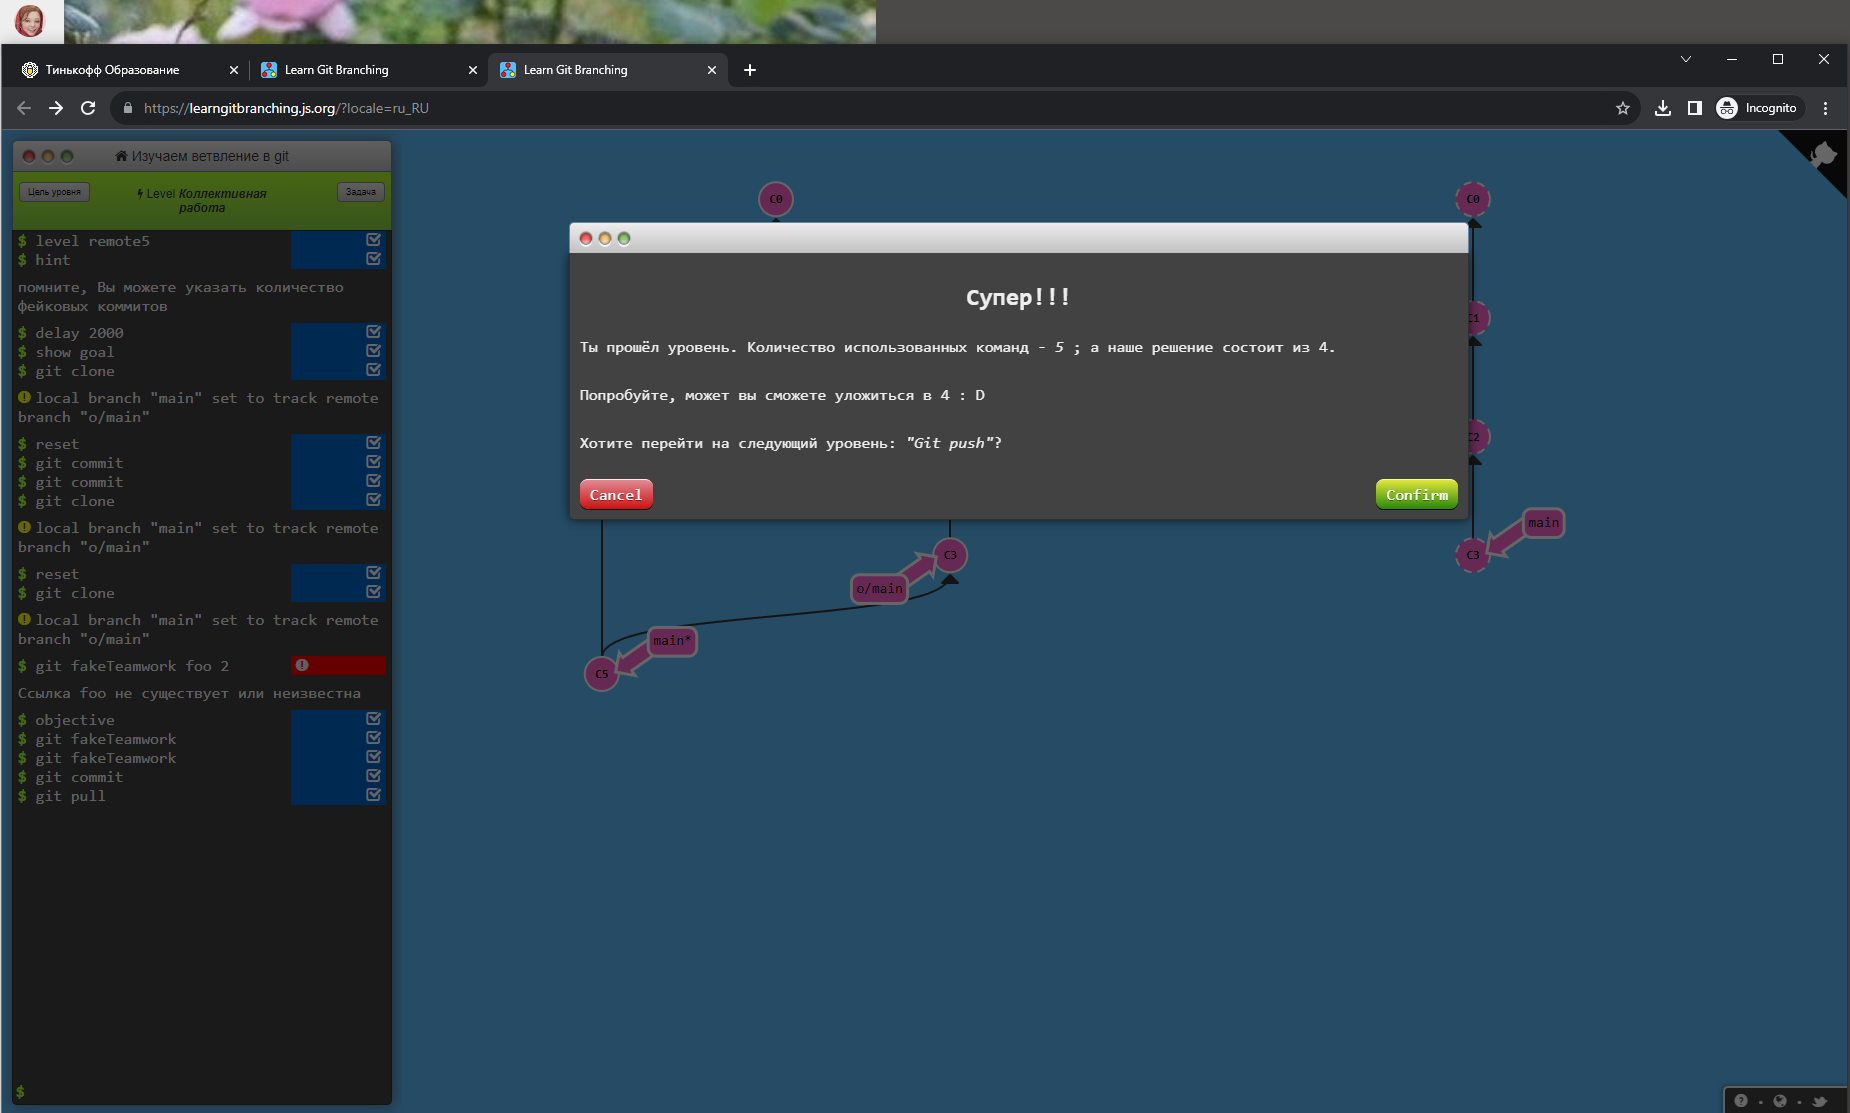 Тинькофф Образование
Learn Git Branching
Learn Git Branching
https://learngitbranching.js.org/?locale=ru_RU
Incognito
Изучаем ветвление в git
Цель уровня
Level Коллективная
работа
Задача
$ level remote5
$ hint
помните, Вы можете указать количество
фейковых коммитов
$ delay 2000
$ show goal
$ git clone
local branch "main" set to track remote
branch "o/main"
$ reset
$ git commit
$ git commit
$ git clone
local branch "main" set to track remote
branch "o/main"
$ reset
$ git clone
local branch "main" set to track remote
branch "o/main"
$ git fakeTeamwork foo 2
Ссылка foo не существует или неизвестна
$ objective
$ git fakeTeamwork
$ git fakeTeamwork
$ git commit
$ git pull
$
C0
C0
Супер!!!
Ты прошёл уровень. Количество использованных команд - 5 ; а наше решение состоит из 4.
Попробуйте, может вы сможете уложиться в 4 : D
Хотите перейти на следующий уровень: "Git push"?
Cancel
Confirm
C1
C2
main
C3
C3
o/main
main*
C5